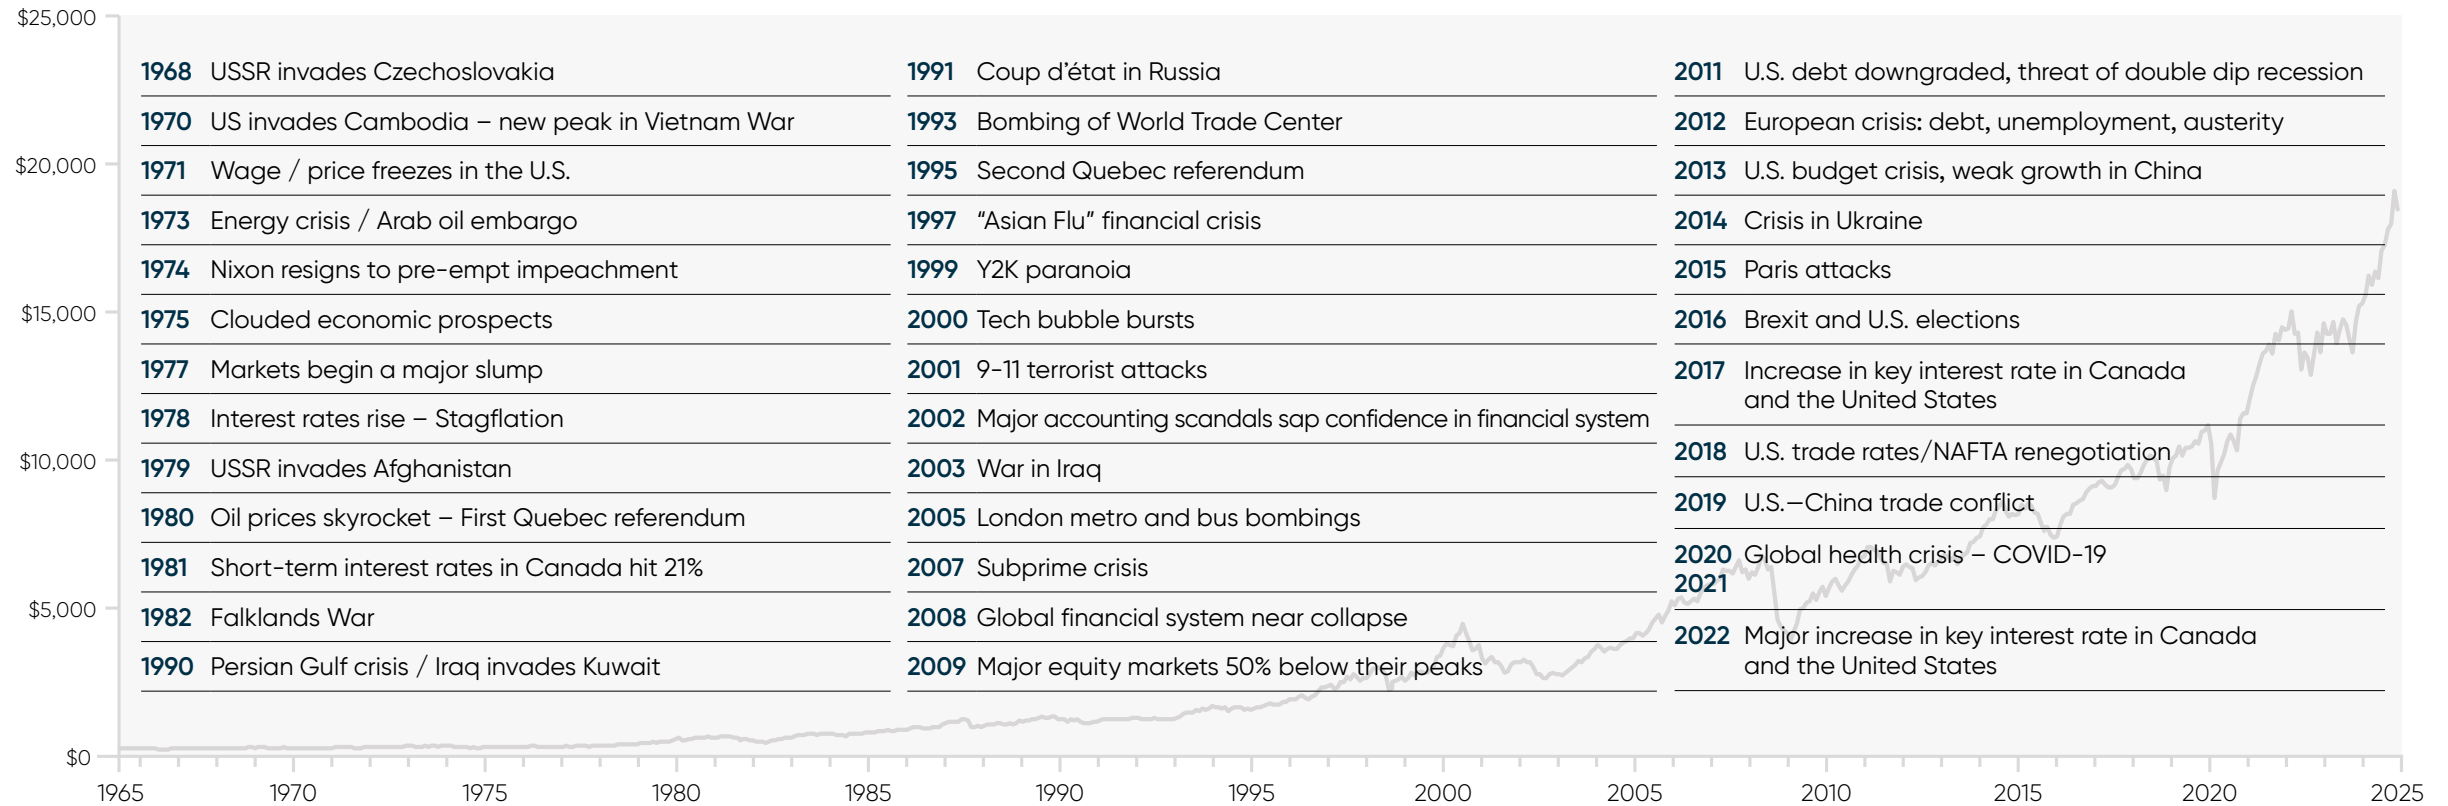 $25,000
$20,000
$15,000
$10,000
$5,000
$0
1968 USSR invades Czechoslovakia
1970 US invades Cambodia – new peak in Vietnam War
1971 Wage / price freezes in the U.S.
1973 Energy crisis / Arab oil embargo
1974 Nixon resigns to pre-empt impeachment
1975 Clouded economic prospects
1977 Markets begin a major slump
1978 Interest rates rise – Stagflation
1979 USSR invades Afghanistan
1980 Oil prices skyrocket – First Quebec referendum
1981 Short-term interest rates in Canada hit 21%
1982 Falklands War
1990 Persian Gulf crisis / Iraq invades Kuwait
1991 Coup d’état in Russia
1993 Bombing of World Trade Center
1995 Second Quebec referendum
1997 “Asian Flu” financial crisis
1999 Y2K paranoia
2000 Tech bubble bursts
2001 9-11 terrorist attacks
2002 Major accounting scandals sap confidence in financial system
2003 War in Iraq
2005 London metro and bus bombings
2007 Subprime crisis
2008 Global financial system near collapse
2009 Major equity markets 50% below their peaks
2011 U.S. debt downgraded, threat of double dip recession
2012 European crisis: debt, unemployment, austerity
2013 U.S. budget crisis, weak growth in China
2014 Crisis in Ukraine
2015 Paris attacks
2016 Brexit and U.S. elections
2017 Increase in key interest rate in Canada
and the United States
2018 U.S. trade rates/NAFTA renegotiation
2019 U.S.—China trade conflict
2020 Global health crisis – COVID-19
2021
2022 Major increase in key interest rate in Canada
and the United States
1965 1970 1975 1980 1985 1990 1995 2000 2005 2010 2015 2020 2025